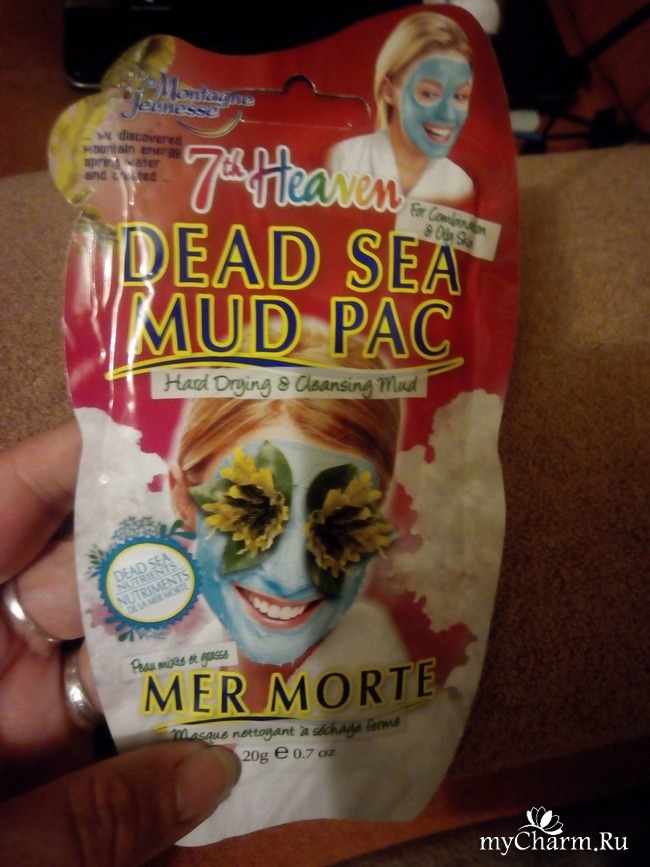 Montagne
Jeunesse
... we discovered
mountain energy
spring water
and created ...
7th Heaven
For Combination
& Oily Skin
DEAD SEA
MUD PAC
Hard Drying & Cleansing Mud
DEAD SEA
NUTRIENTS
NUTRIMENTS
DE LA MER MORTE
Peau mixte et grasse
MER MORTE
Masque nettoyant à séchage ferme
20g e 0.7 oz
myCharm.Ru